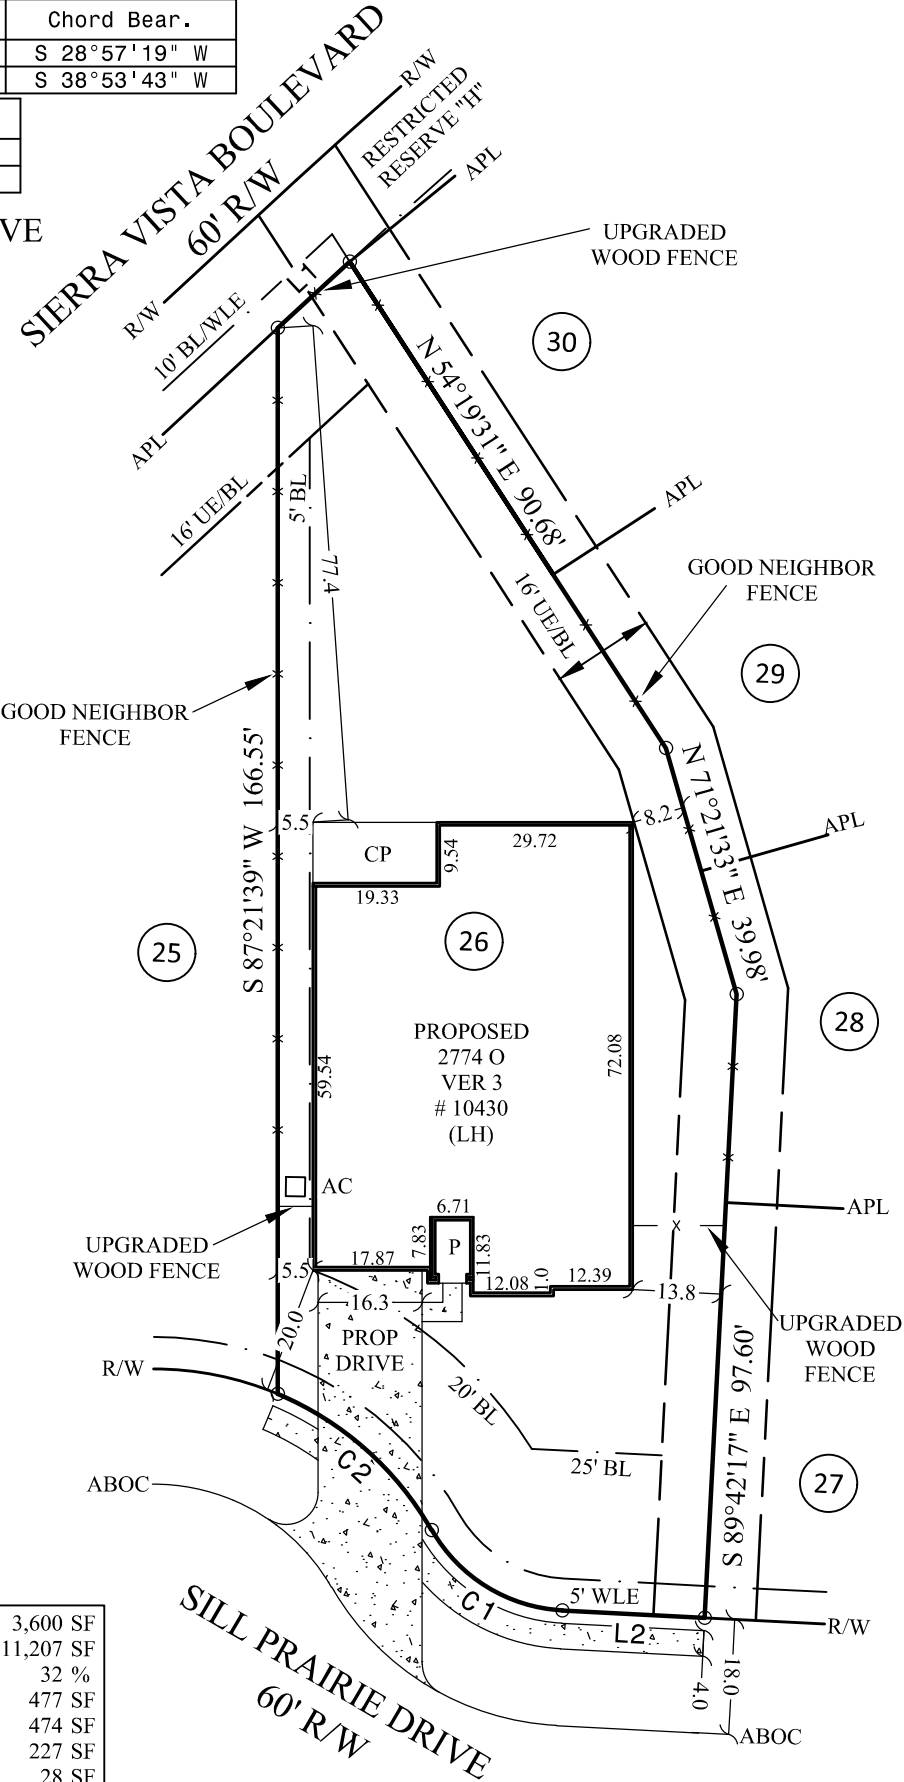 Chord Bear.
S 28°57'19" W
S 38°53'43" W
VE
SIERRA VISTA BOULEVARD
60' R/W
R/W
RESTRICTED
RESERVE "H"
APL
UPGRADED
WOOD FENCE
L1
R/W
10' BL/WLE
APL
30
N 54°19'31" E 90.68'
16' UE/BL
5' BL
77.4
APL
16' UE/BL
GOOD NEIGHBOR
FENCE
29
GOOD NEIGHBOR
FENCE
S 87°21'39" W 166.55'
N 71°21'33" E 39.98'
5.5
CP
9.54
29.72
8.2
APL
19.33
25
26
28
PROPOSED
2774 O
VER 3
# 10430
(LH)
59.54
72.08
AC
6.71
APL
UPGRADED
WOOD FENCE
7.83
P
11.83
17.87
12.08
1.0
12.39
5.5
16.3
13.8
20.0
PROP
DRIVE
UPGRADED
WOOD
FENCE
R/W
20' BL
25' BL
S 89°42'17" E 97.60'
C2
27
ABOC
5' WLE
C1
L2
R/W
4.0
18.0
SILL PRAIRIE DRIVE
60' R/W
ABOC
3,600 SF
11,207 SF
32 %
477 SF
474 SF
227 SF
28 SF